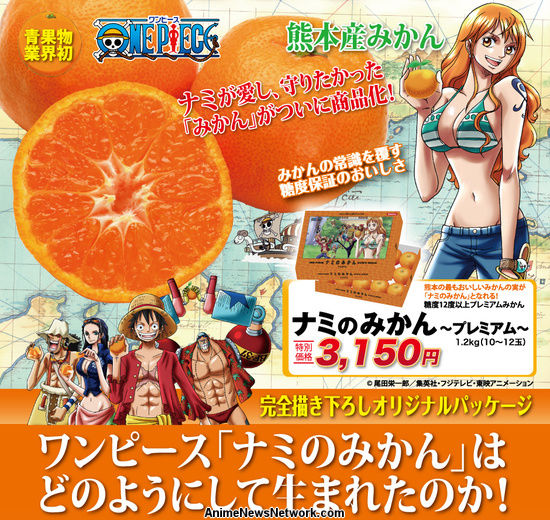 青果物
業界初
ワンピース
ONE PIECE
熊本産みかん
ナミが愛し、守りたかった
「みかん」がついに商品化!
みかんの常識を覆す
糖度保証のおいしさ
ナミのみかん
熊本の最もおいしいみかんの実が
「ナミのみかん」となれる!
糖度12度以上プレミアムみかん
ナミのみかん～プレミアム～
特別
価格
3,150円
1.2kg(10～12玉)
© 尾田栄一郎/集英社・フジテレビ・東映アニメーション
完全描き下ろしオリジナルパッケージ
ワンピース「ナミのみかん」は
どのようにして生まれたのか!
AnimeNewsNetwork.com